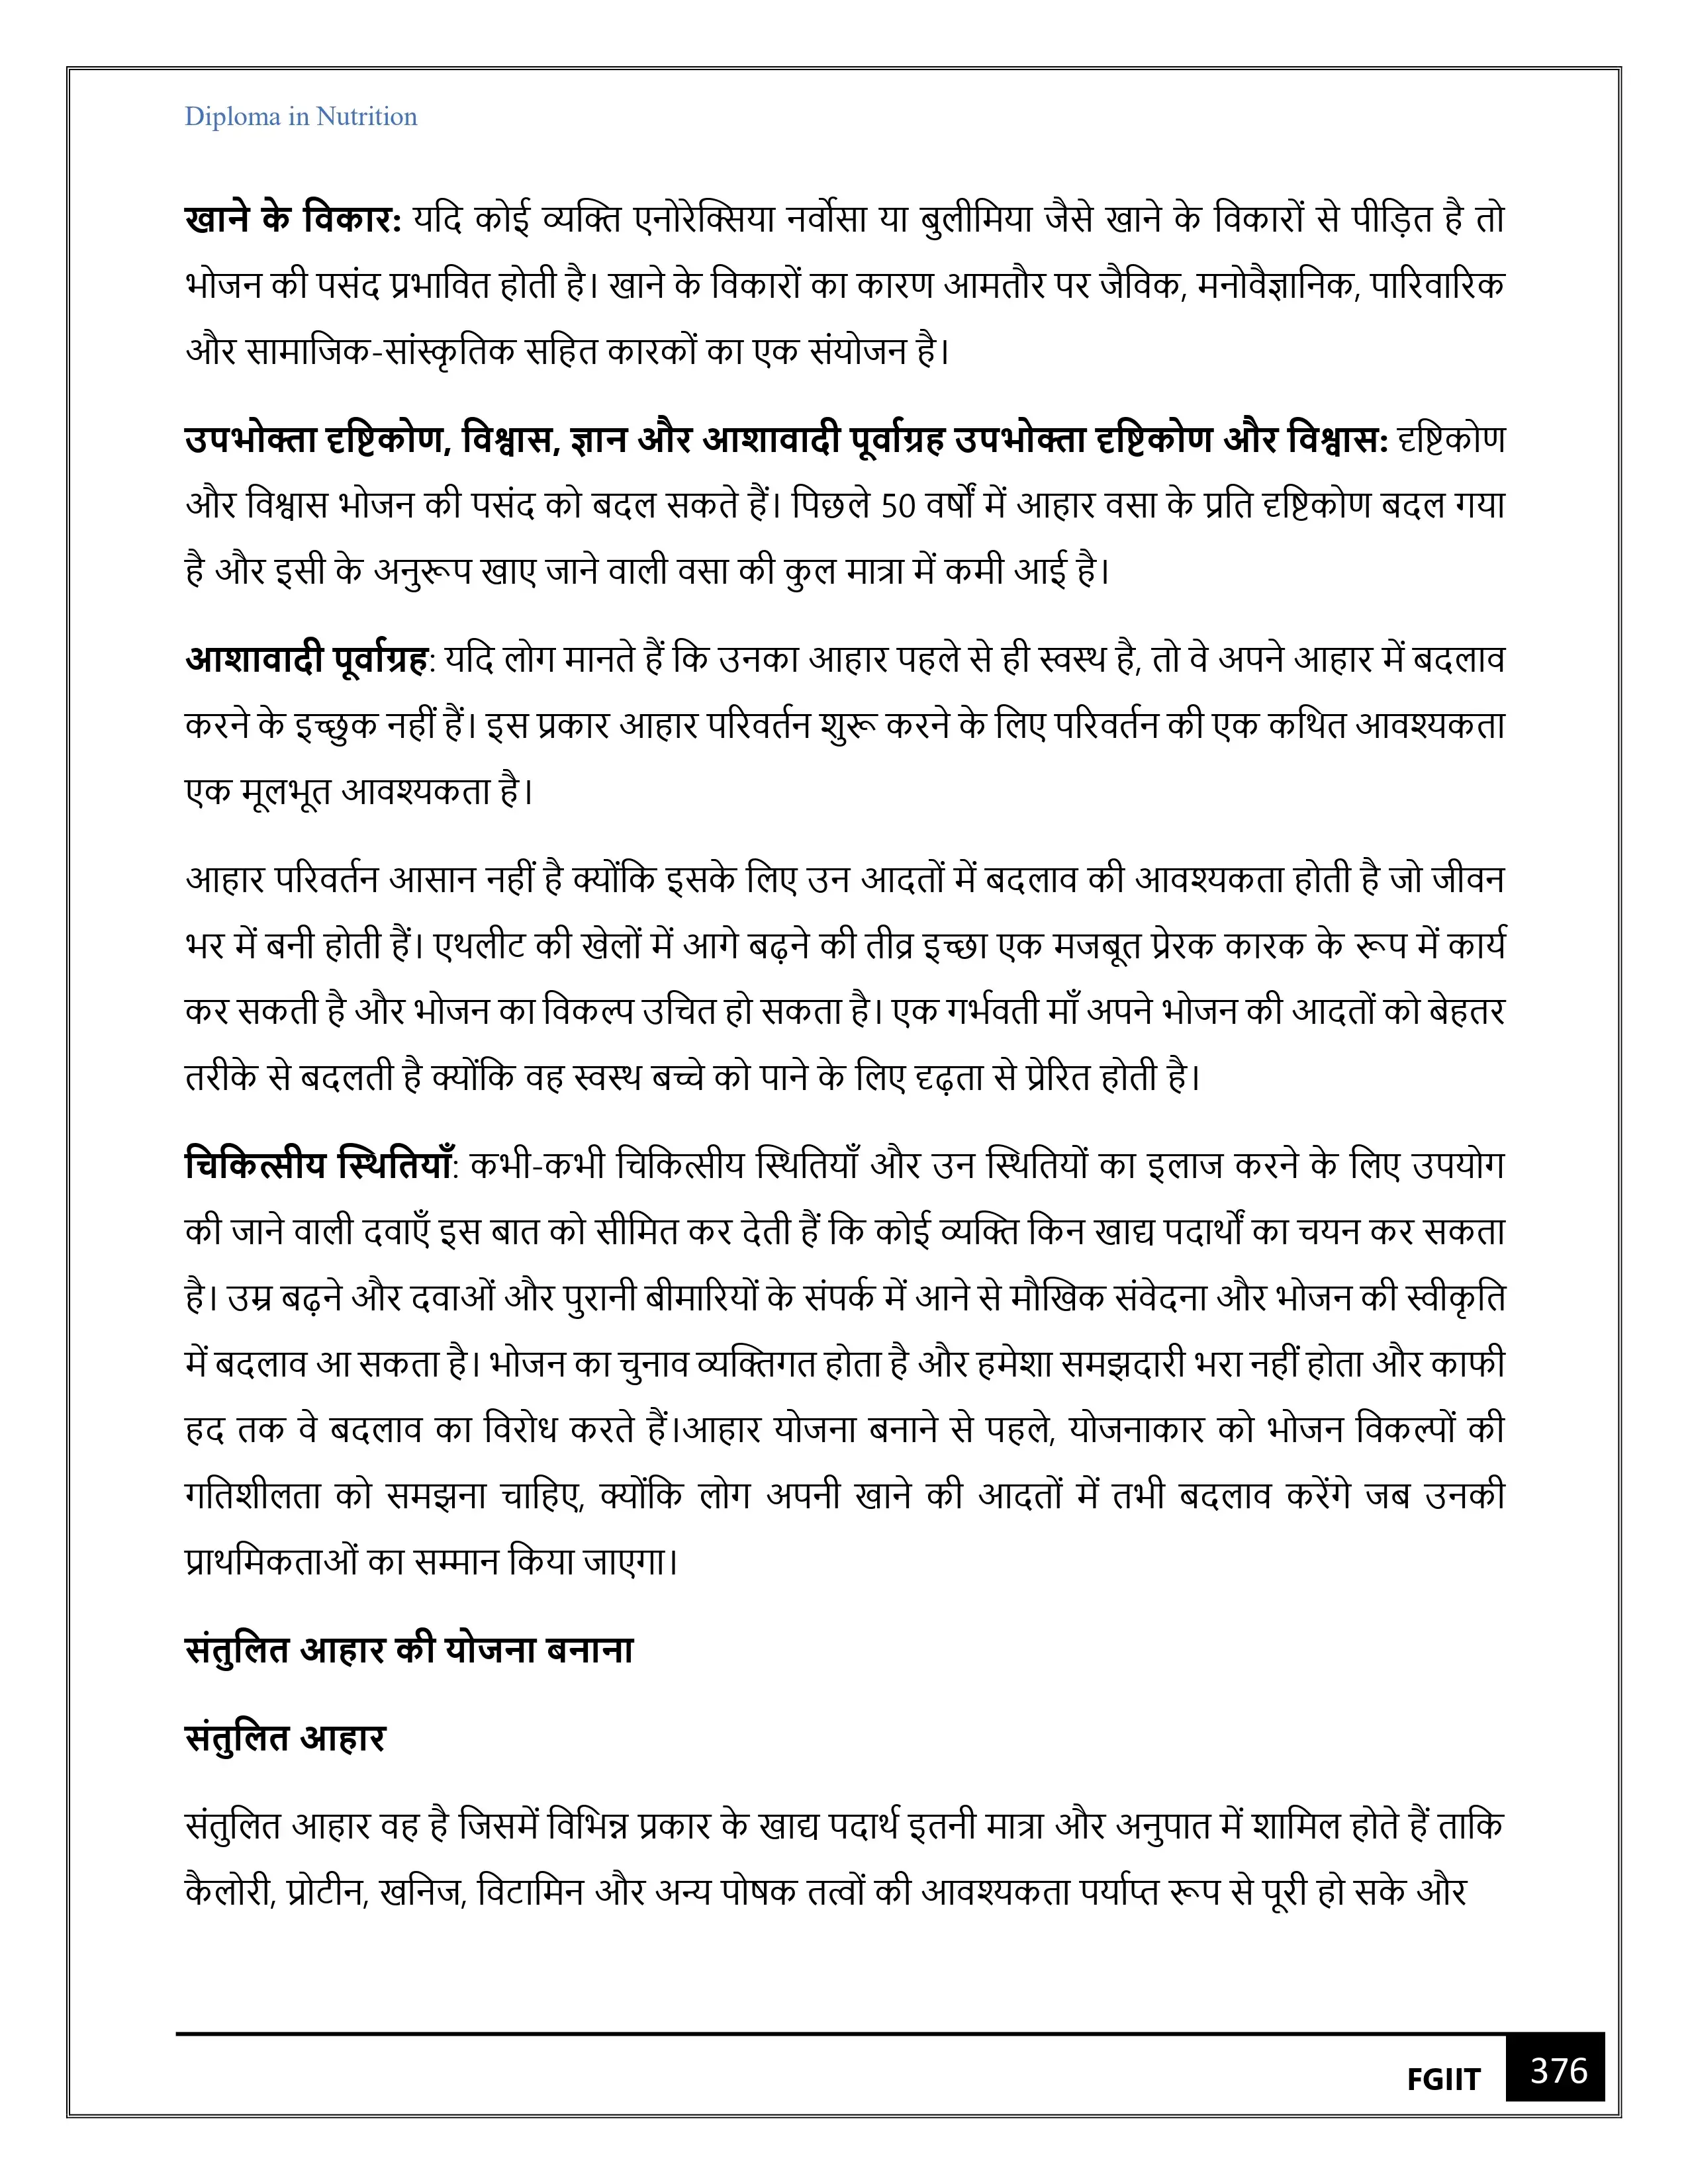 Diploma in Nutrition
खाने के विकार: यदि कोई व्यक्ति एनोरेक्सिया नर्वोसा या बुलीमिया जैसे खाने के विकारों से पीड़ित है तो
भोजन की पसंद प्रभावित होती है। खाने के विकारों का कारण आमतौर पर जैविक, मनोवैज्ञानिक, पारिवारिक
और सामाजिक-सांस्कृतिक सहित कारकों का एक संयोजन है।
उपभोक्ता दृष्टिकोण, विश्वास, ज्ञान और आशावादी पूर्वाग्रह उपभोक्ता दृष्टिकोण और विश्वास: दृष्टिकोण
और विश्वास भोजन की पसंद को बदल सकते हैं। पिछले 50 वर्षों में आहार वसा के प्रति दृष्टिकोण बदल गया
है और इसी के अनुरूप खाए जाने वाली वसा की कुल मात्रा में कमी आई है।
आशावादी पूर्वाग्रह: यदि लोग मानते हैं कि उनका आहार पहले से ही स्वस्थ है, तो वे अपने आहार में बदलाव
करने के इच्छुक नहीं हैं। इस प्रकार आहार परिवर्तन शुरू करने के लिए परिवर्तन की एक कथित आवश्यकता
एक मूलभूत आवश्यकता है।
आहार परिवर्तन आसान नहीं है क्योंकि इसके लिए उन आदतों में बदलाव की आवश्यकता होती है जो जीवन
भर में बनी होती हैं। एथलीट की खेलों में आगे बढ़ने की तीव्र इच्छा एक मजबूत प्रेरक कारक के रूप में कार्य
कर सकती है और भोजन का विकल्प उचित हो सकता है। एक गर्भवती माँ अपने भोजन की आदतों को बेहतर
तरीके से बदलती है क्योंकि वह स्वस्थ बच्चे को पाने के लिए दृढ़ता से प्रेरित होती है।
चिकित्सीय स्थितियाँ: कभी-कभी चिकित्सीय स्थितियाँ और उन स्थितियों का इलाज करने के लिए उपयोग
की जाने वाली दवाएँ इस बात को सीमित कर देती हैं कि कोई व्यक्ति किन खाद्य पदार्थों का चयन कर सकता
है। उम्र बढ़ने और दवाओं और पुरानी बीमारियों के संपर्क में आने से मौखिक संवेदना और भोजन की स्वीकृति
में बदलाव आ सकता है। भोजन का चुनाव व्यक्तिगत होता है और हमेशा समझदारी भरा नहीं होता और काफी
हद तक वे बदलाव का विरोध करते हैं।आहार योजना बनाने से पहले, योजनाकार को भोजन विकल्पों की
गतिशीलता को समझना चाहिए, क्योंकि लोग अपनी खाने की आदतों में तभी बदलाव करेंगे जब उनकी
प्राथमिकताओं का सम्मान किया जाएगा।
संतुलित आहार की योजना बनाना
संतुलित आहार
संतुलित आहार वह है जिसमें विभिन्न प्रकार के खाद्य पदार्थ इतनी मात्रा और अनुपात में शामिल होते हैं ताकि
कैलोरी, प्रोटीन, खनिज, विटामिन और अन्य पोषक तत्वों की आवश्यकता पर्याप्त रूप से पूरी हो सके और
FGIIT 376